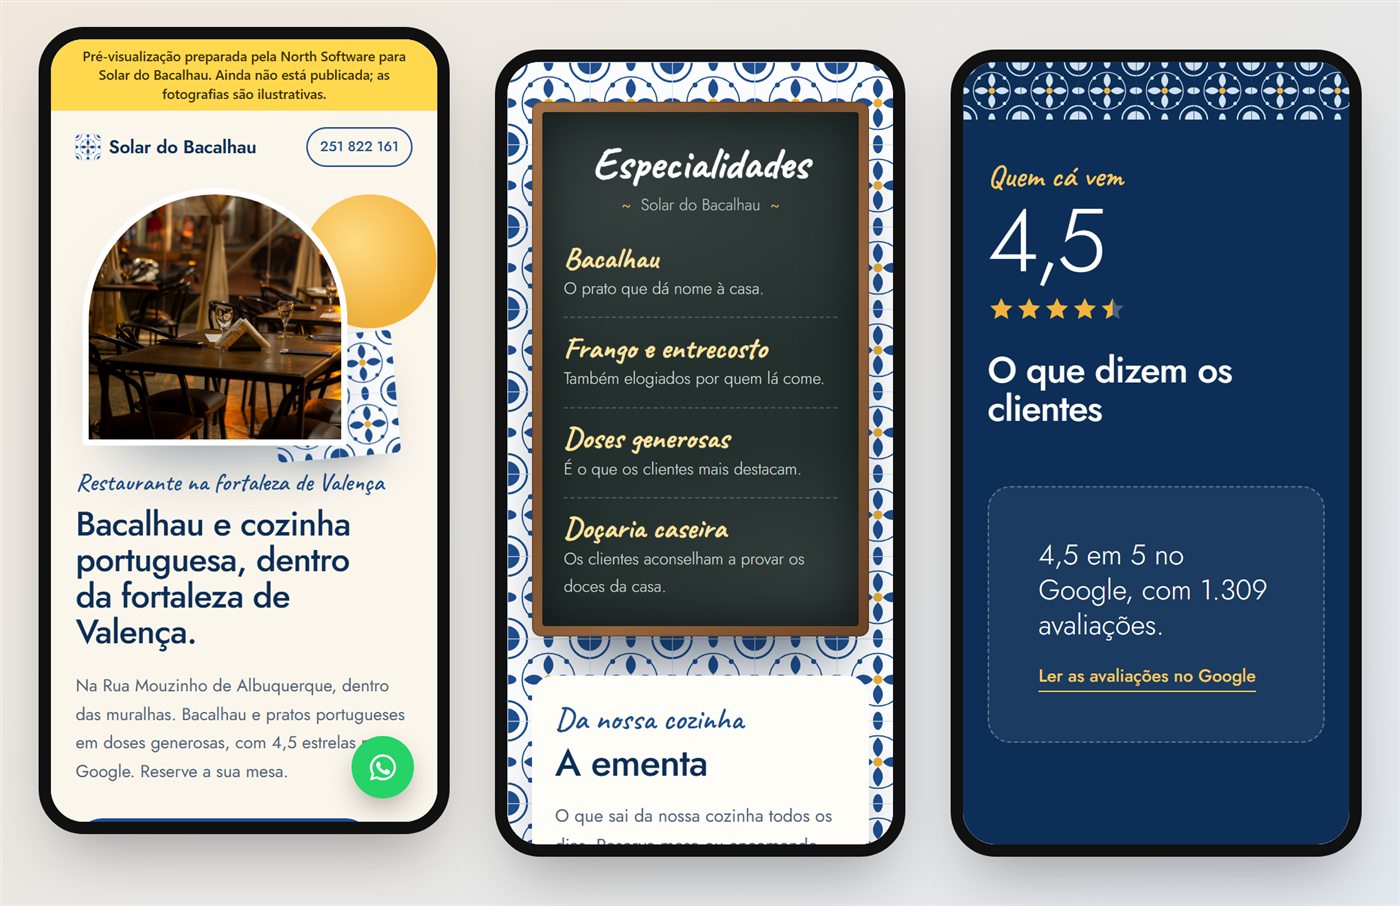 Pré-visualização preparada pela North Software para
Solar do Bacalhau. Ainda não está publicada; as
fotografias são ilustrativas.
Solar do Bacalhau
251 822 161
Restaurante na fortaleza de Valença
Bacalhau e cozinha
portuguesa, dentro
da fortaleza de
Valença.
Na Rua Mouzinho de Albuquerque, dentro
das muralhas. Bacalhau e pratos portugueses
em doses generosas, com 4,5 estrelas
Google. Reserve a sua mesa.
Especialidades
~ Solar do Bacalhau ~
Bacalhau
O prato que dá nome à casa.
Frango e entrecosto
Também elogiados por quem lá come.
Doses generosas
É o que os clientes mais destacam.
Doçaria caseira
Os clientes aconselham a provar os
doces da casa.
Da nossa cozinha
A ementa
O que sai da nossa cozinha todos os
Quem cá vem
4,5
O que dizem os
clientes
4,5 em 5 no
Google, com 1.309
avaliações.
Ler as avaliações no Google